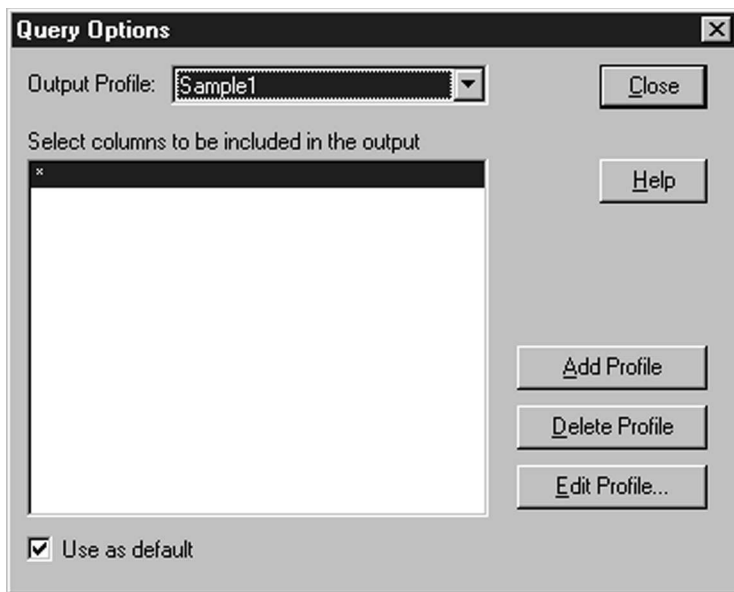 Query Options
Output Profile: Sample1
Close
Select columns to be included in the output
*
Help
Add Profile
Delete Profile
Edit Profile...
Use as default